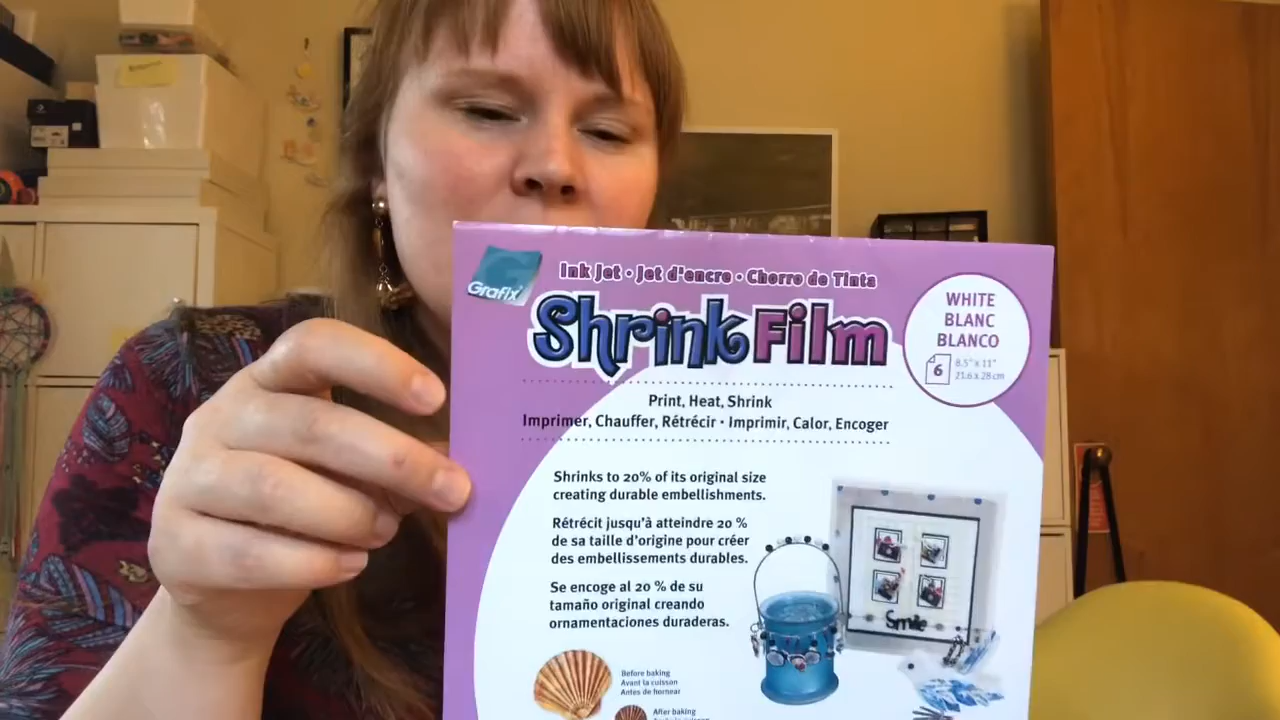 Grafix
Ink Jet • Jet d'encre • Chorro de Tinta
Shrink Film
WHITE
BLANC
BLANCO
6
8.5" x 11"
21.6 x 28 cm
Print, Heat, Shrink
Imprimer, Chauffer, Rétrécir • Imprimir, Calor, Encoger
Shrinks to 20% of its original size
creating durable embellishments.
Rétrécit jusqu'à atteindre 20 %
de sa taille d'origine pour créer
des embellissements durables.
Se encoge al 20 % de su
tamaño original creando
ornamentaciones duraderas.
Smile
Before baking
Avant la cuisson
Antes de hornear
After baking